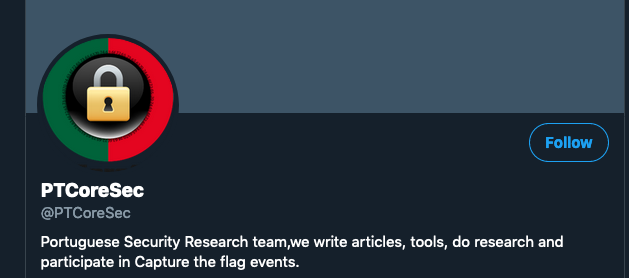 Follow
PTCoreSec
@PTCoreSec
Portuguese Security Research team,we write articles, tools, do research and
participate in Capture the flag events.